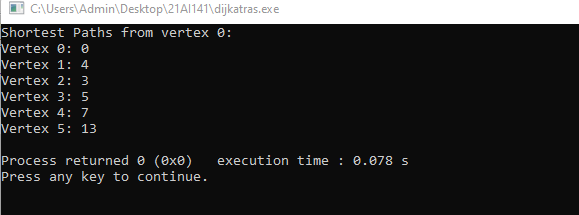 C:\Users\Admin\Desktop\21AI141\dijkatras.exe
Shortest Paths from vertex 0:
Vertex 0: 0
Vertex 1: 4
Vertex 2: 3
Vertex 3: 5
Vertex 4: 7
Vertex 5: 13
Process returned 0 (0x0)   execution time : 0.078 s
Press any key to continue.